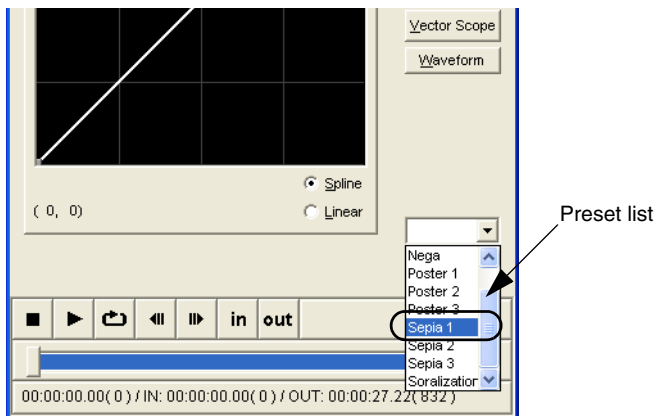 Vector Scope
Waveform
Spline
( 0, 0)
Linear
Preset list
Nega
Poster 1
Poster 2
Poster 3
Sepia 1
Sepia 2
Sepia 3
Soralization
in out
00:00:00.00( 0 ) / IN: 00:00:00.00( 0 ) / OUT: 00:00:27.22( 832 )